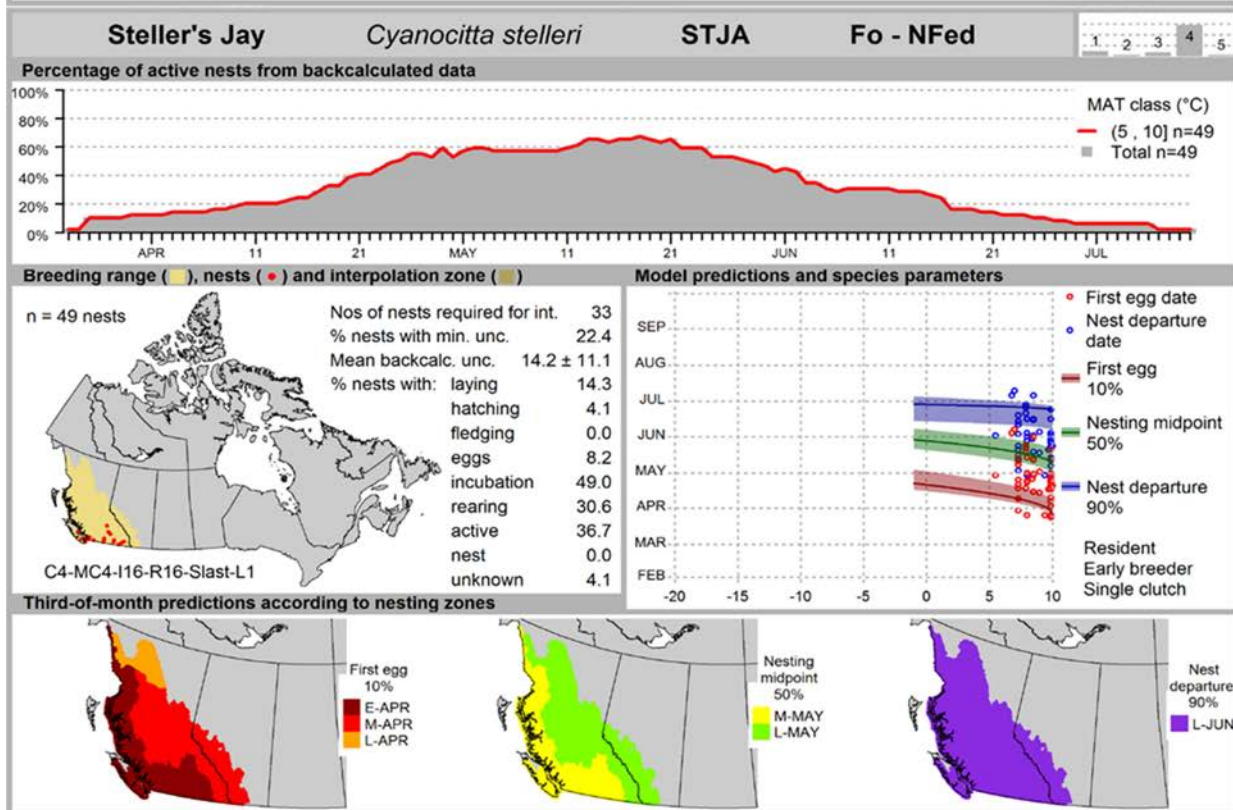 Steller's Jay Cyanocitta stelleri STJA Fo - NFed
1 2 3 4 5
Percentage of active nests from backcalculated data
100%
80%
60%
40%
20%
0%
MAT class (°C)
(5 , 10] n=49
Total n=49
APR 11 21 MAY 11 21 JUN 11 21 JUL
Breeding range ( ), nests ( ) and interpolation zone ( )
n = 49 nests
Nos of nests required for int. 33
% nests with min. unc. 22.4
Mean backcalc. unc. 14.2 ± 11.1
% nests with: laying 14.3
hatching 4.1
fledging 0.0
eggs 8.2
incubation 49.0
rearing 30.6
active 36.7
nest 0.0
unknown 4.1
C4-MC4-I16-R16-Slast-L1
Model predictions and species parameters
SEP
AUG
JUL
JUN
MAY
APR
MAR
FEB
-20 -15 -10 -5 0 5 10
First egg date
Nest departure
date
First egg
10%
Nesting midpoint
50%
Nest departure
90%
Resident
Early breeder
Single clutch
Third-of-month predictions according to nesting zones
First egg
10%
E-APR
M-APR
L-APR
Nesting
midpoint
50%
M-MAY
L-MAY
Nest
departure
90%
L-JUN